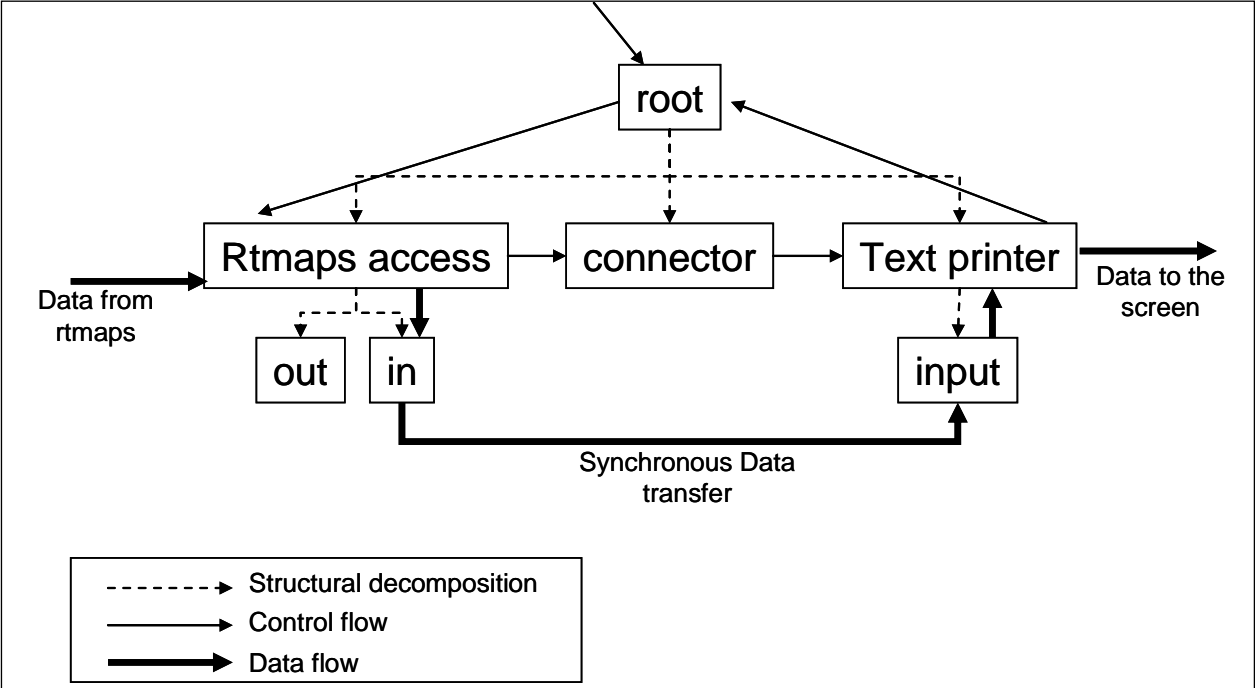 root
Rtmaps access
connector
Text printer
Data from
rtmaps
Data to the
screen
out
in
input
Synchronous Data
transfer
Structural decomposition
Control flow
Data flow